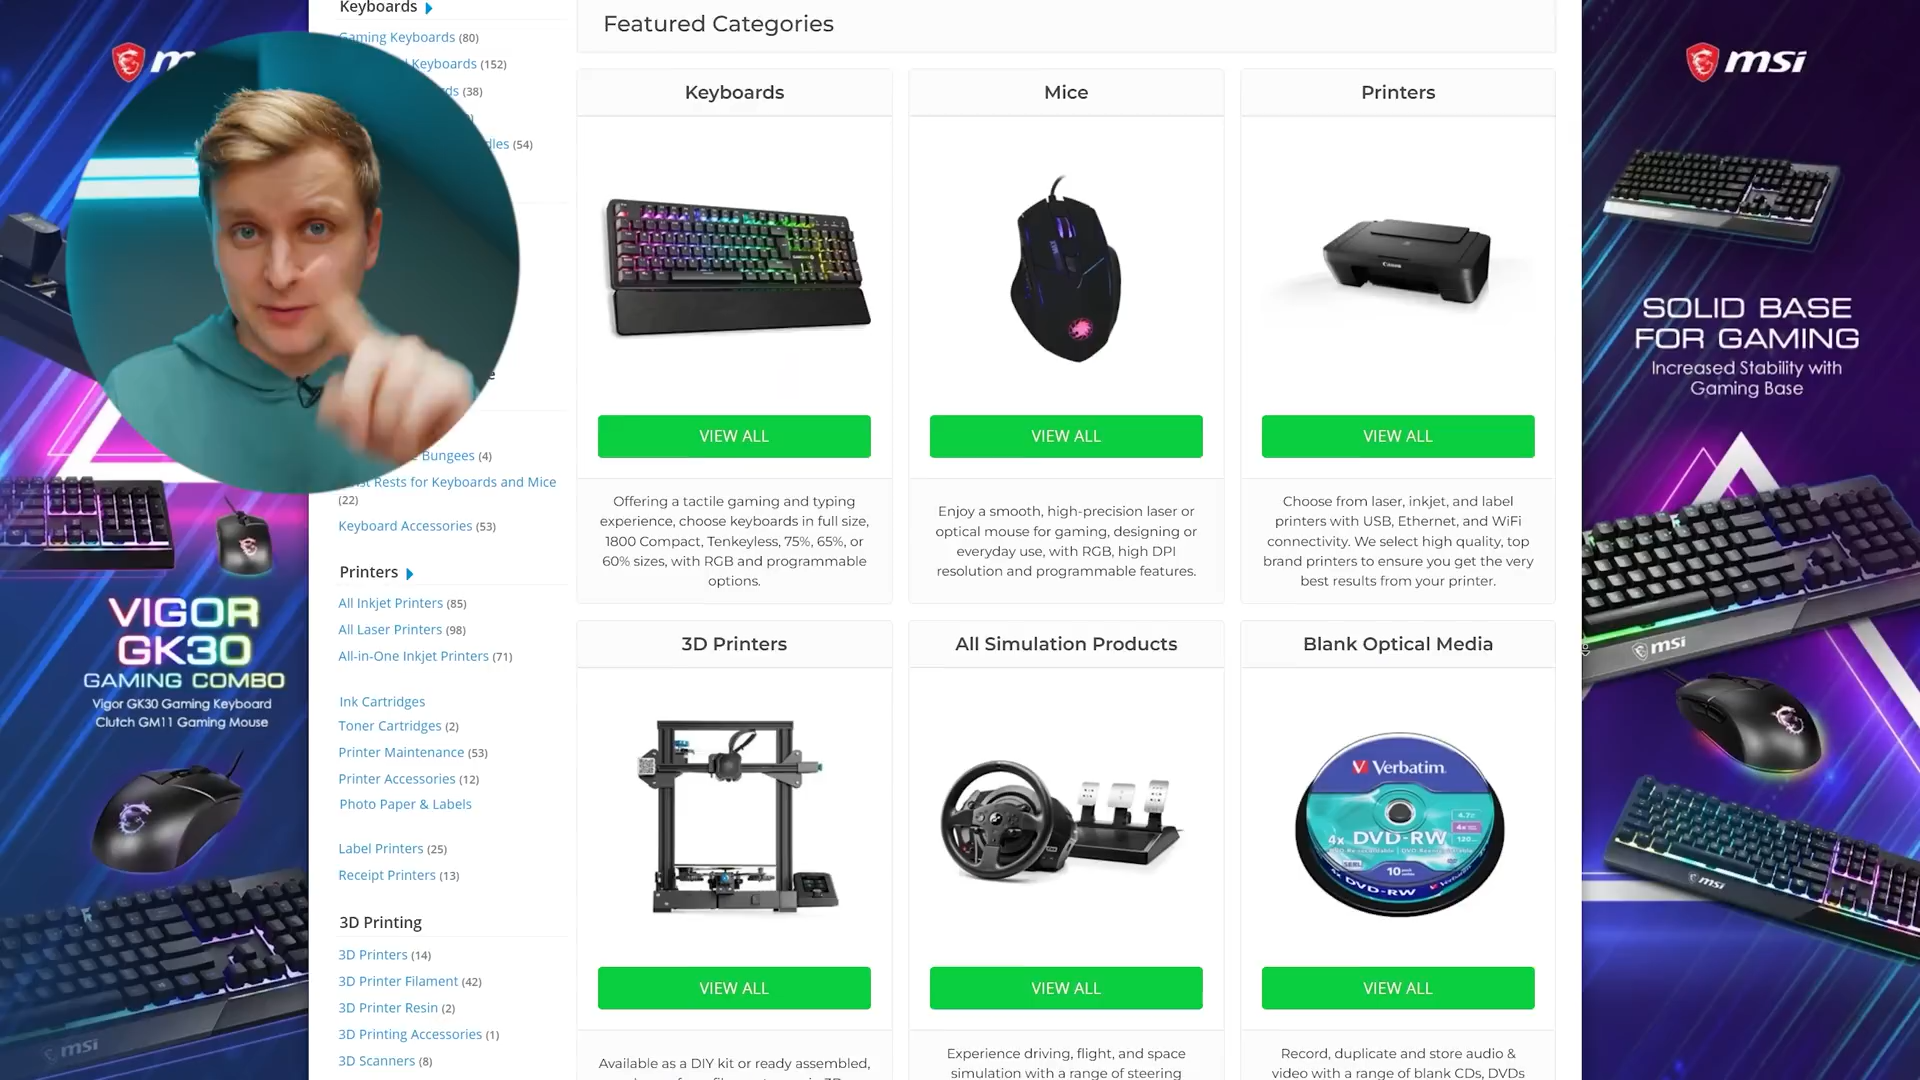 Keyboards
Gaming Keyboards (80)
Keyboards (152)
(38)
(54)
Bungees (4)
Rests for Keyboards and Mice
(22)
Keyboard Accessories (53)
Printers
All Inkjet Printers (85)
All Laser Printers (98)
All-in-One Inkjet Printers (71)
Ink Cartridges
Toner Cartridges (2)
Printer Maintenance (53)
Printer Accessories (12)
Photo Paper & Labels
Label Printers (25)
Receipt Printers (13)
3D Printing
3D Printers (14)
3D Printer Filament (42)
3D Printer Resin (2)
3D Printing Accessories (1)
3D Scanners (8)
Featured Categories
Keyboards
VIEW ALL
Offering a tactile gaming and typing
experience, choose keyboards in full size,
1800 Compact, Tenkeyless, 75%, 65%, or
60% sizes, with RGB and programmable
options.
Mice
VIEW ALL
Enjoy a smooth, high-precision laser or
optical mouse for gaming, designing or
everyday use, with RGB, high DPI
resolution and programmable features.
Printers
Canon
VIEW ALL
Choose from laser, inkjet, and label
printers with USB, Ethernet, and WiFi
connectivity. We select high quality, top
brand printers to ensure you get the very
best results from your printer.
3D Printers
VIEW ALL
Available as a DIY kit or ready assembled,
All Simulation Products
VIEW ALL
Experience driving, flight, and space
simulation with a range of steering
Blank Optical Media
Verbatim
4x DVD-RW
10
4x DVD-RW
VIEW ALL
Record, duplicate and store audio &
video with a range of blank CDs, DVDs
VIGOR
GK30
GAMING COMBO
Vigor GK30 Gaming Keyboard
Clutch GM11 Gaming Mouse
msi
msi
SOLID BASE
FOR GAMING
Increased Stability with
Gaming Base
msi
msi